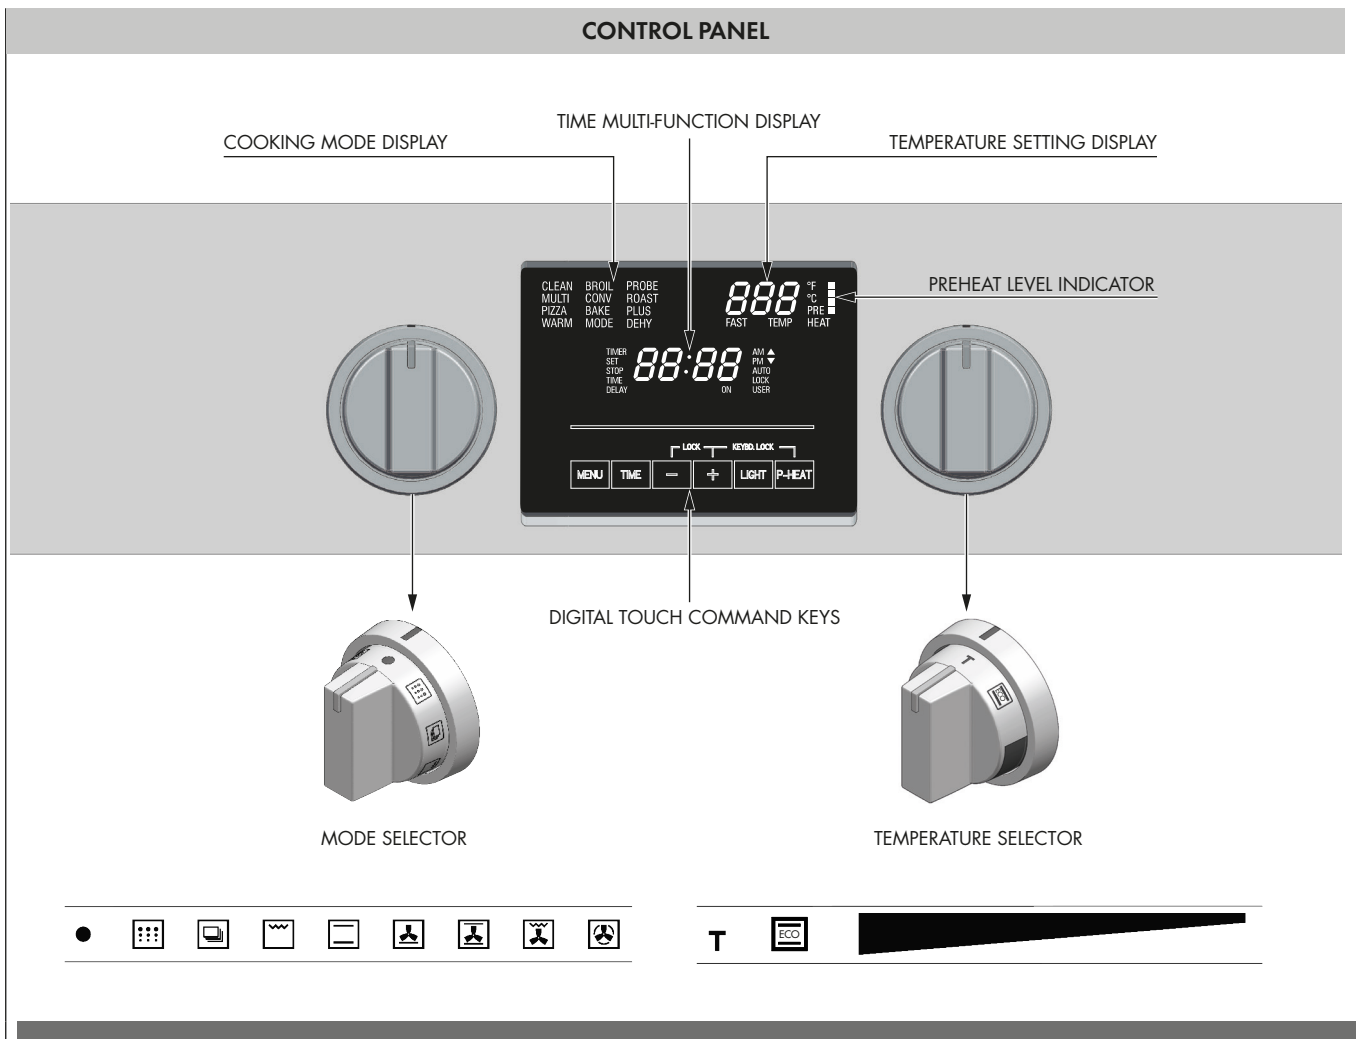 CONTROL PANEL
TIME MULTI-FUNCTION DISPLAY
COOKING MODE DISPLAY
TEMPERATURE SETTING DISPLAY
PREHEAT LEVEL INDICATOR
CLEAN BROIL PROBE
MULTI CONV ROAST
PIZZA BAKE PLUS
WARM MODE DEHY
888 °F
°C
PRE
FAST TEMP HEAT
TIMER
SET
STOP
TIME
DELAY
88:88
ON
AM ▲
PM ▼
AUTO
LOCK
USER
LOCK KEYBD. LOCK
MENU TIME − + LIGHT P-HEAT
DIGITAL TOUCH COMMAND KEYS
T
ECO
MODE SELECTOR
TEMPERATURE SELECTOR
T ECO